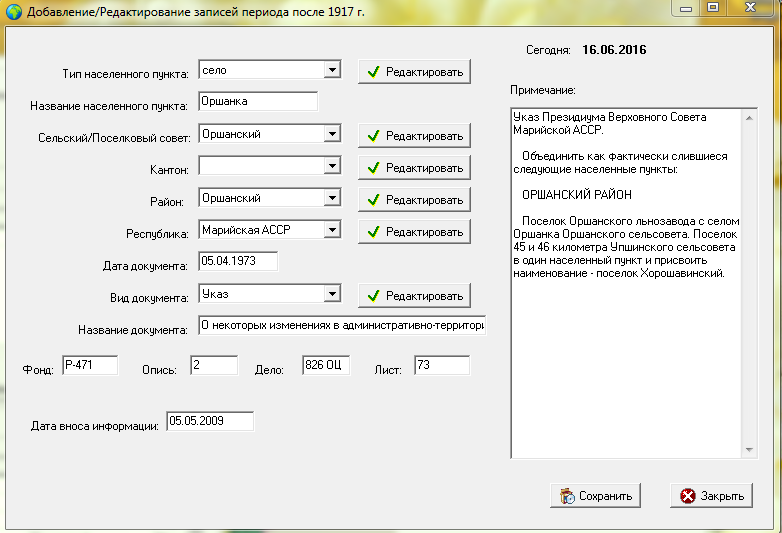 Добавление/Редактирование записей периода после 1917 г.
Сегодня: 16.06.2016
Тип населенного пункта: село Редактировать
Название населенного пункта: Оршанка
Сельский/Поселковый совет: Оршанский Редактировать
Кантон: Редактировать
Район: Оршанский Редактировать
Республика: Марийская АССР Редактировать
Дата документа: 05.04.1973
Вид документа: Указ Редактировать
Название документа: О некоторых изменениях в административно-территори
Фонд: Р-471 Опись: 2 Дело: 826 ОЦ Лист: 73
Дата вноса информации: 05.05.2009
Примечание:
Указ Президиума Верховного Совета
Марийской АССР.
Объединить как фактически слившиеся
следующие населенные пункты:
ОРШАНСКИЙ РАЙОН
Поселок Оршанского льнозавода с селом
Оршанка Оршанского сельсовета. Поселок
45 и 46 километра Упшинского сельсовета
в один населенный пункт и присвоить
наименование - поселок Хорошавинский.
Сохранить Закрыть